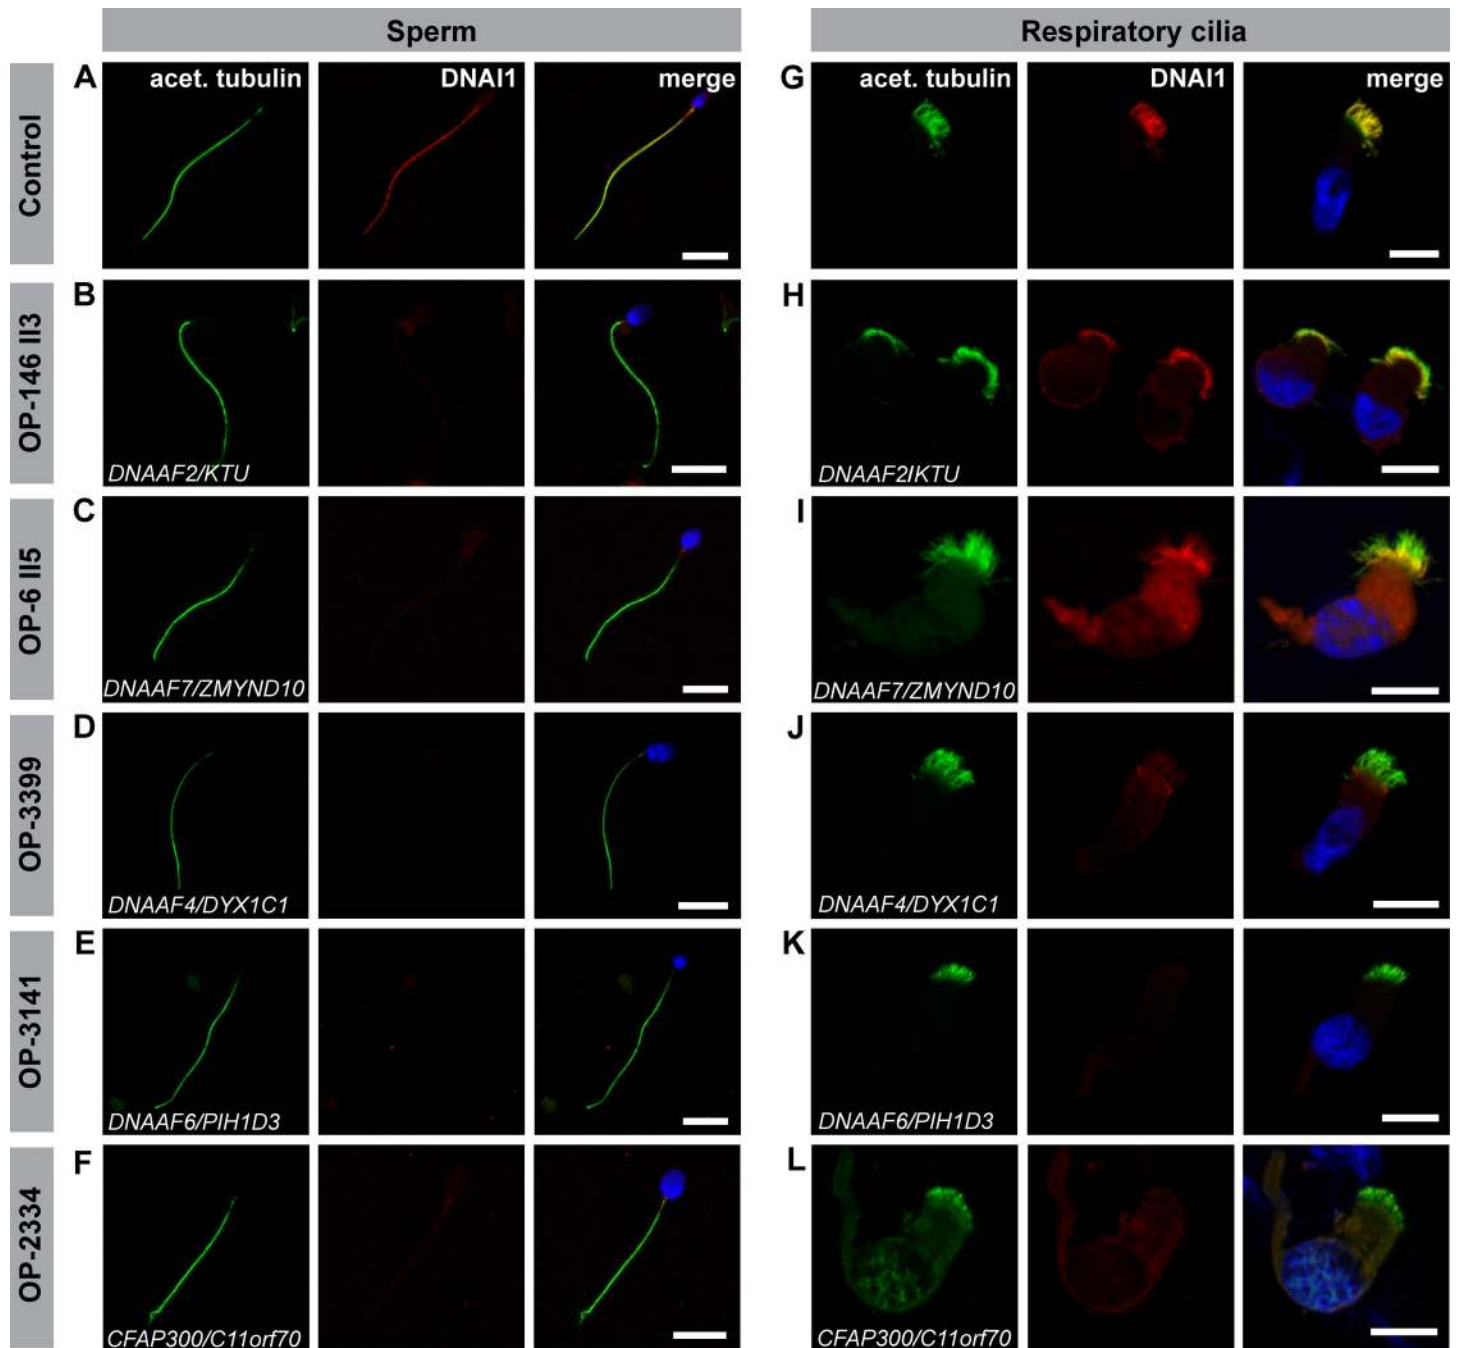 Sperm
Respiratory cilia
Control
A acet. tubulin DNAI1 merge
G acet. tubulin DNAI1 merge
OP-146 II3
B
DNAAF2/KTU
H
DNAAF2IKTU
OP-6 II5
C
DNAAF7/ZMYND10
I
DNAAF7/ZMYND10
OP-3399
D
DNAAF4/DYX1C1
J
DNAAF4/DYX1C1
OP-3141
E
DNAAF6/PIH1D3
K
DNAAF6/PIH1D3
OP-2334
F
CFAP300/C11orf70
L
CFAP300/C11orf70